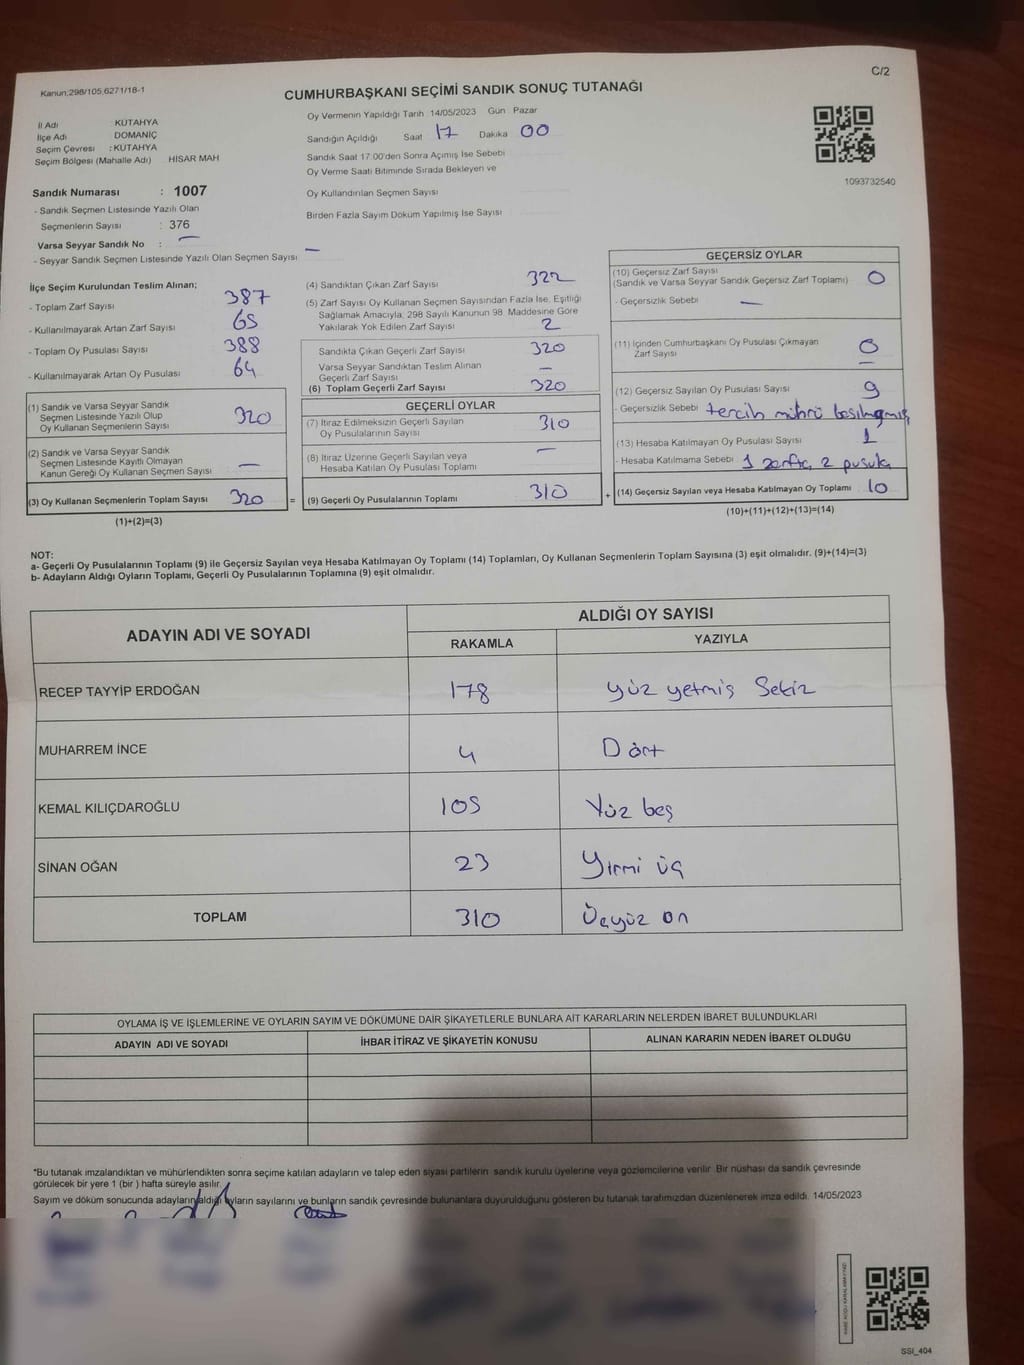 C/2
Kanun:298/105,6271/18-1
CUMHURBAŞKANI SEÇİMİ SANDIK SONUÇ TUTANAĞI
İl Adı KÜTAHYA
İlçe Adı DOMANİÇ
Seçim Çevresi : KÜTAHYA
Seçim Bölgesi (Mahalle Adı) HİSAR MAH
Sandık Numarası : 1007
- Sandık Seçmen Listesinde Yazılı Olan
Seçmenlerin Sayısı : 376
Varsa Seyyar Sandık No : —
- Seyyar Sandık Seçmen Listesinde Yazılı Olan Seçmen Sayısı —
Oy Vermenin Yapıldığı Tarih 14/05/2023 Gün Pazar
Sandığın Açıldığı Saat 17 Dakika 00
Sandık Saat 17:00'den Sonra Açılmış İse Sebebi
Oy Verme Saati Bitiminde Sırada Bekleyen ve
Oy Kullandırılan Seçmen Sayısı
Birden Fazla Sayım Döküm Yapılmış İse Sayısı
1093732540
İlçe Seçim Kurulundan Teslim Alınan;
- Toplam Zarf Sayısı 387
- Kullanılmayarak Artan Zarf Sayısı 65
- Toplam Oy Pusulası Sayısı 388
- Kullanılmayarak Artan Oy Pusulası 64
(1) Sandık ve Varsa Seyyar Sandık
Seçmen Listesinde Yazılı Olup
Oy Kullanan Seçmenlerin Sayısı 320
(2) Sandık ve Varsa Seyyar Sandık
Seçmen Listesinde Kayıtlı Olmayan
Kanun Gereği Oy Kullanan Seçmen Sayısı —
(3) Oy Kullanan Seçmenlerin Toplam Sayısı 320 =
(1)+(2)=(3)
(4) Sandıktan Çıkan Zarf Sayısı 322
(5) Zarf Sayısı Oy Kullanan Seçmen Sayısından Fazla İse, Eşitliği
Sağlamak Amacıyla, 298 Sayılı Kanunun 98. Maddesine Göre
Yakılarak Yok Edilen Zarf Sayısı 2
Sandıkta Çıkan Geçerli Zarf Sayısı 320
Varsa Seyyar Sandıktan Teslim Alınan
Geçerli Zarf Sayısı —
(6) Toplam Geçerli Zarf Sayısı 320
GEÇERLİ OYLAR
(7) İtiraz Edilmeksizin Geçerli Sayılan
Oy Pusulalarının Sayısı 310
(8) İtiraz Üzerine Geçerli Sayılan veya
Hesaba Katılan Oy Pusulası Toplamı —
(9) Geçerli Oy Pusulalarının Toplamı 310 +
GEÇERSİZ OYLAR
(10) Geçersiz Zarf Sayısı
(Sandık ve Varsa Seyyar Sandık Geçersiz Zarf Toplamı) 0
- Geçersizlik Sebebi —
(11) İçinden Cumhurbaşkanı Oy Pusulası Çıkmayan
Zarf Sayısı 0
(12) Geçersiz Sayılan Oy Pusulası Sayısı 9
- Geçersizlik Sebebi tercih mührü basılmamış
(13) Hesaba Katılmayan Oy Pusulası Sayısı 1
- Hesaba Katılmama Sebebi 1 zarfta, 2 pusula
(14) Geçersiz Sayılan veya Hesaba Katılmayan Oy Toplamı 10
(10)+(11)+(12)+(13)=(14)
NOT:
a- Geçerli Oy Pusulalarının Toplamı (9) ile Geçersiz Sayılan veya Hesaba Katılmayan Oy Toplamı (14) Toplamları, Oy Kullanan Seçmenlerin Toplam Sayısına (3) eşit olmalıdır. (9)+(14)=(3)
b- Adayların Aldığı Oyların Toplamı, Geçerli Oy Pusulalarının Toplamına (9) eşit olmalıdır.
ADAYIN ADI VE SOYADI ALDIĞI OY SAYISI
RAKAMLA YAZIYLA
RECEP TAYYİP ERDOĞAN 178 Yüz yetmiş Sekiz
MUHARREM İNCE 4 Dört
KEMAL KILIÇDAROĞLU 105 Yüz beş
SİNAN OĞAN 23 Yirmi üç
TOPLAM 310 Üçyüz on
OYLAMA İŞ VE İŞLEMLERİNE VE OYLARIN SAYIM VE DÖKÜMÜNE DAİR ŞİKAYETLERLE BUNLARA AİT KARARLARIN NELERDEN İBARET BULUNDUKLARI
ADAYIN ADI VE SOYADI İHBAR İTİRAZ VE ŞİKAYETİN KONUSU ALINAN KARARIN NEDEN İBARET OLDUĞU
*Bu tutanak imzalandıktan ve mühürlendikten sonra seçime katılan adayların ve talep eden siyasi partilerin sandık kurulu üyelerine veya gözlemcilerine verilir. Bir nüshası da sandık çevresinde
görülecek bir yere 1 (bir ) hafta süreyle asılır.
Sayım ve döküm sonucunda adayların aldığı oyların sayılarını ve bunların sandık çevresinde bulunanlara duyurulduğunu gösteren bu tutanak tarafımızdan düzenlenerek imza edildi. 14/05/2023
SSI_404